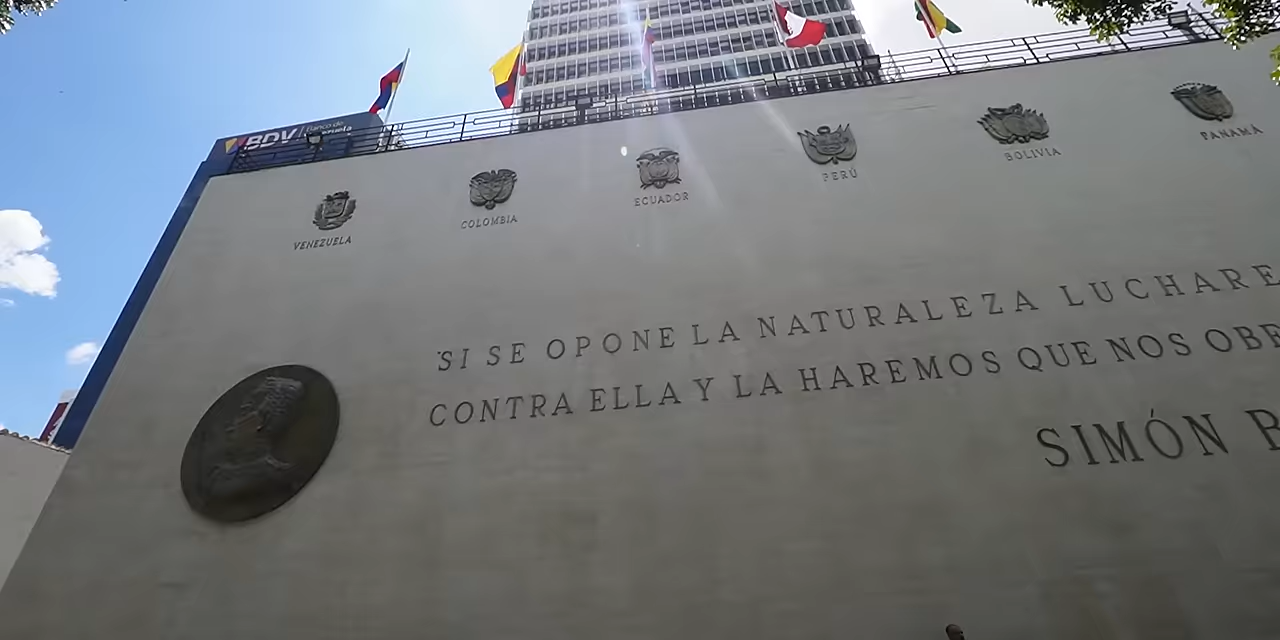 BDV Banco de Venezuela
VENEZUELA
COLOMBIA
ECUADOR
PERÚ
BOLIVIA
PANAMÁ
"SI SE OPONE LA NATURALEZA LUCHARE
CONTRA ELLA Y LA HAREMOS QUE NOS OBE
SIMÓN B